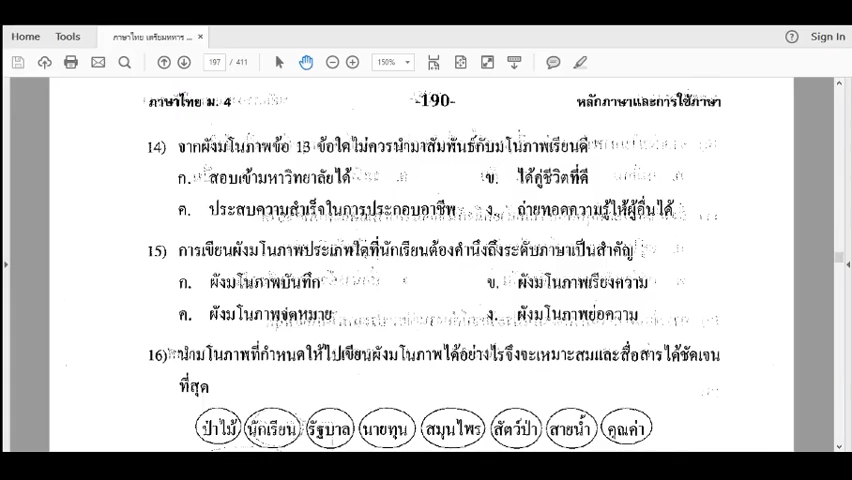 Home Tools ภาษาไทย เตรียมทหาร ... × Sign In
197 / 411 150%
ภาษาไทย ม. 4 -190- หลักภาษาและการใช้ภาษา
14) จากผังมโนภาพข้อ 13 ข้อใดไม่ควรนำมาสัมพันธ์กับมโนภาพเรียนดี
ก. สอบเข้ามหาวิทยาลัยได้ ข. ได้คู่ชีวิตที่ดี
ค. ประสบความสำเร็จในการประกอบอาชีพ ง. ถ่ายทอดความรู้ให้ผู้อื่นได้
15) การเขียนผังมโนภาพประเภทใดที่นักเรียนต้องคำนึงถึงระดับภาษาเป็นสำคัญ
ก. ผังมโนภาพบันทึก ข. ผังมโนภาพเรียงความ
ค. ผังมโนภาพจดหมาย ง. ผังมโนภาพย่อความ
16) นำมโนภาพที่กำหนดให้ไปเขียนผังมโนภาพได้อย่างไรจึงจะเหมาะสมและสื่อสารได้ชัดเจน
ที่สุด
ป่าไม้ นักเรียน รัฐบาล นายทุน สมุนไพร สัตว์ป่า สายน้ำ คุณค่า